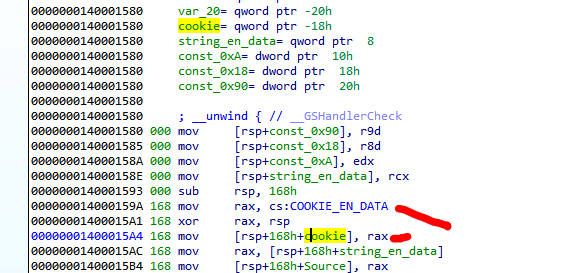 0000000140001580 var_20= qword ptr -20h
0000000140001580 cookie= qword ptr -18h
0000000140001580 string_en_data= qword ptr  8
0000000140001580 const_0xA= dword ptr  10h
0000000140001580 const_0x18= dword ptr  18h
0000000140001580 const_0x90= dword ptr  20h
0000000140001580
0000000140001580 ; __unwind { // __GSHandlerCheck
0000000140001580 000 mov     [rsp+const_0x90], r9d
0000000140001585 000 mov     [rsp+const_0x18], r8d
000000014000158A 000 mov     [rsp+const_0xA], edx
000000014000158E 000 mov     [rsp+string_en_data], rcx
0000000140001593 000 sub     rsp, 168h
000000014000159A 168 mov     rax, cs:COOKIE_EN_DATA
00000001400015A1 168 xor     rax, rsp
00000001400015A4 168 mov     [rsp+168h+cookie], rax
00000001400015AC 168 mov     rax, [rsp+168h+string_en_data]
00000001400015B4 168 mov     [rsp+168h+Source], rax